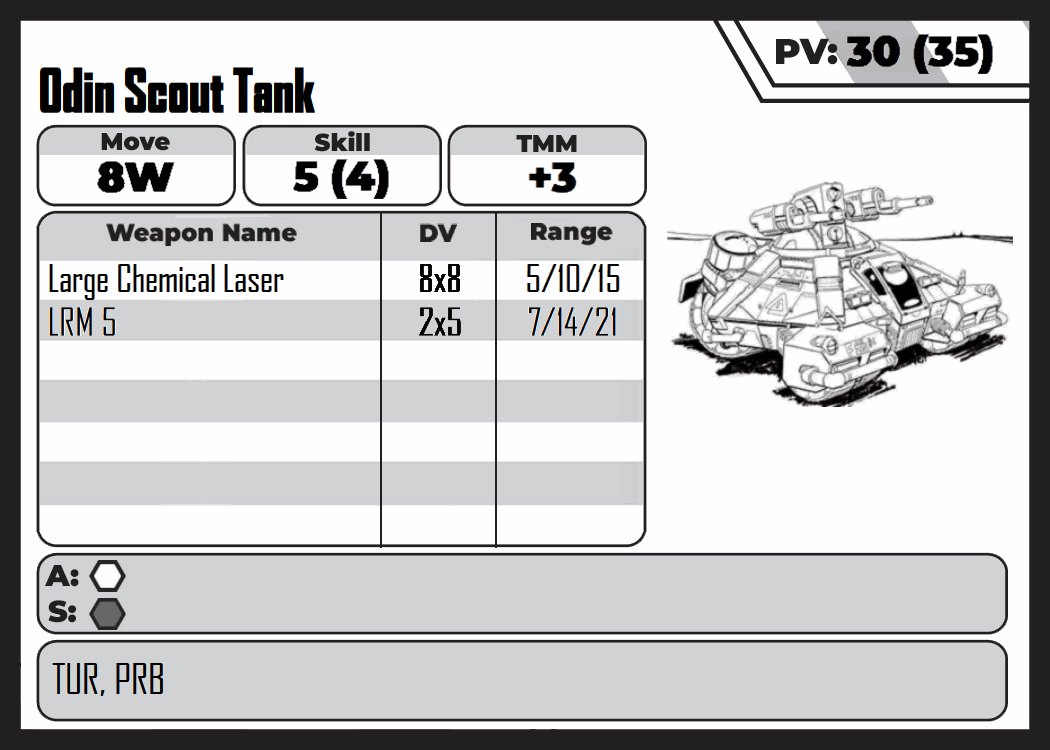 PV: 30 (35)
Odin Scout Tank
Move Skill TMM
8W 5 (4) +3
Weapon Name DV Range
Large Chemical Laser 8x8 5/10/15
LRM 5 2x5 7/14/21
A:
S:
TUR, PRB